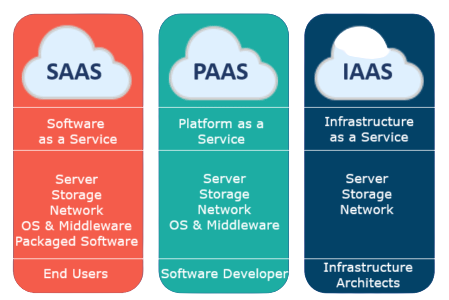 SAAS
Software
as a Service
Server
Storage
Network
OS & Middleware
Packaged Software
End Users
PAAS
Platform as a
Service
Server
Storage
Network
OS & Middleware
Software Developer
IAAS
Infrastructure
as a Service
Server
Storage
Network
Infrastructure
Architects